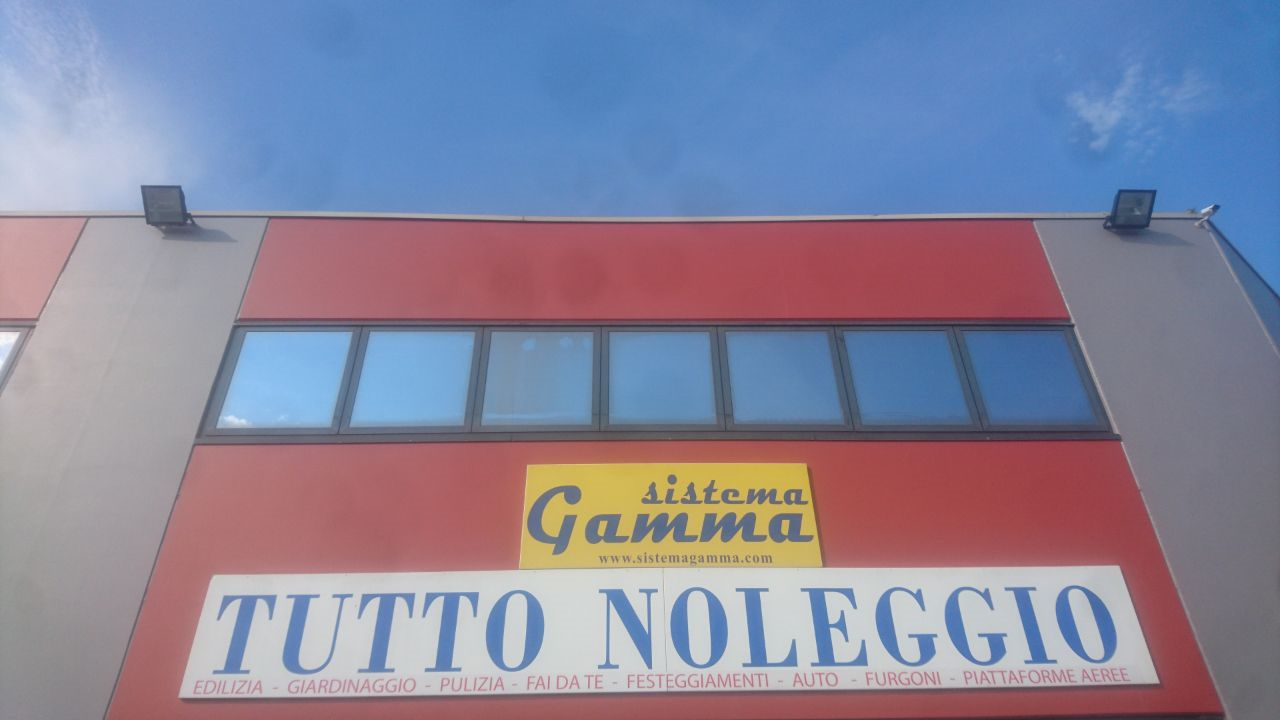 sistema
Gamma
www.sistemagamma.com
TUTTO NOLEGGIO
EDILIZIA - GIARDINAGGIO - PULIZIA - FAI DA TE - FESTEGGIAMENTI - AUTO - FURGONI - PIATTAFORME AEREE